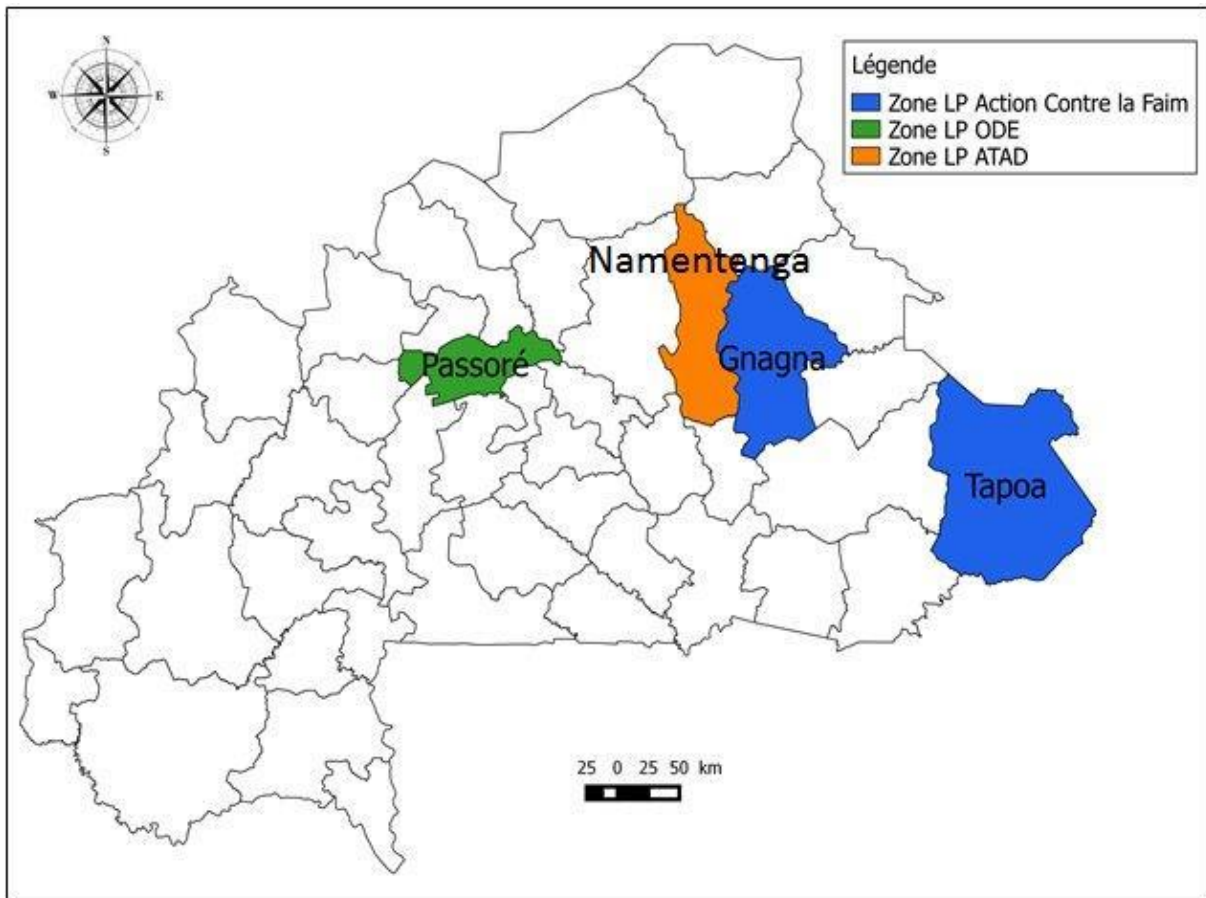 N
W E
S
Légende
Zone LP Action Contre la Faim
Zone LP ODE
Zone LP ATAD
Namentenga
Passoré
Gnagna
Tapoa
25 0 25 50 km